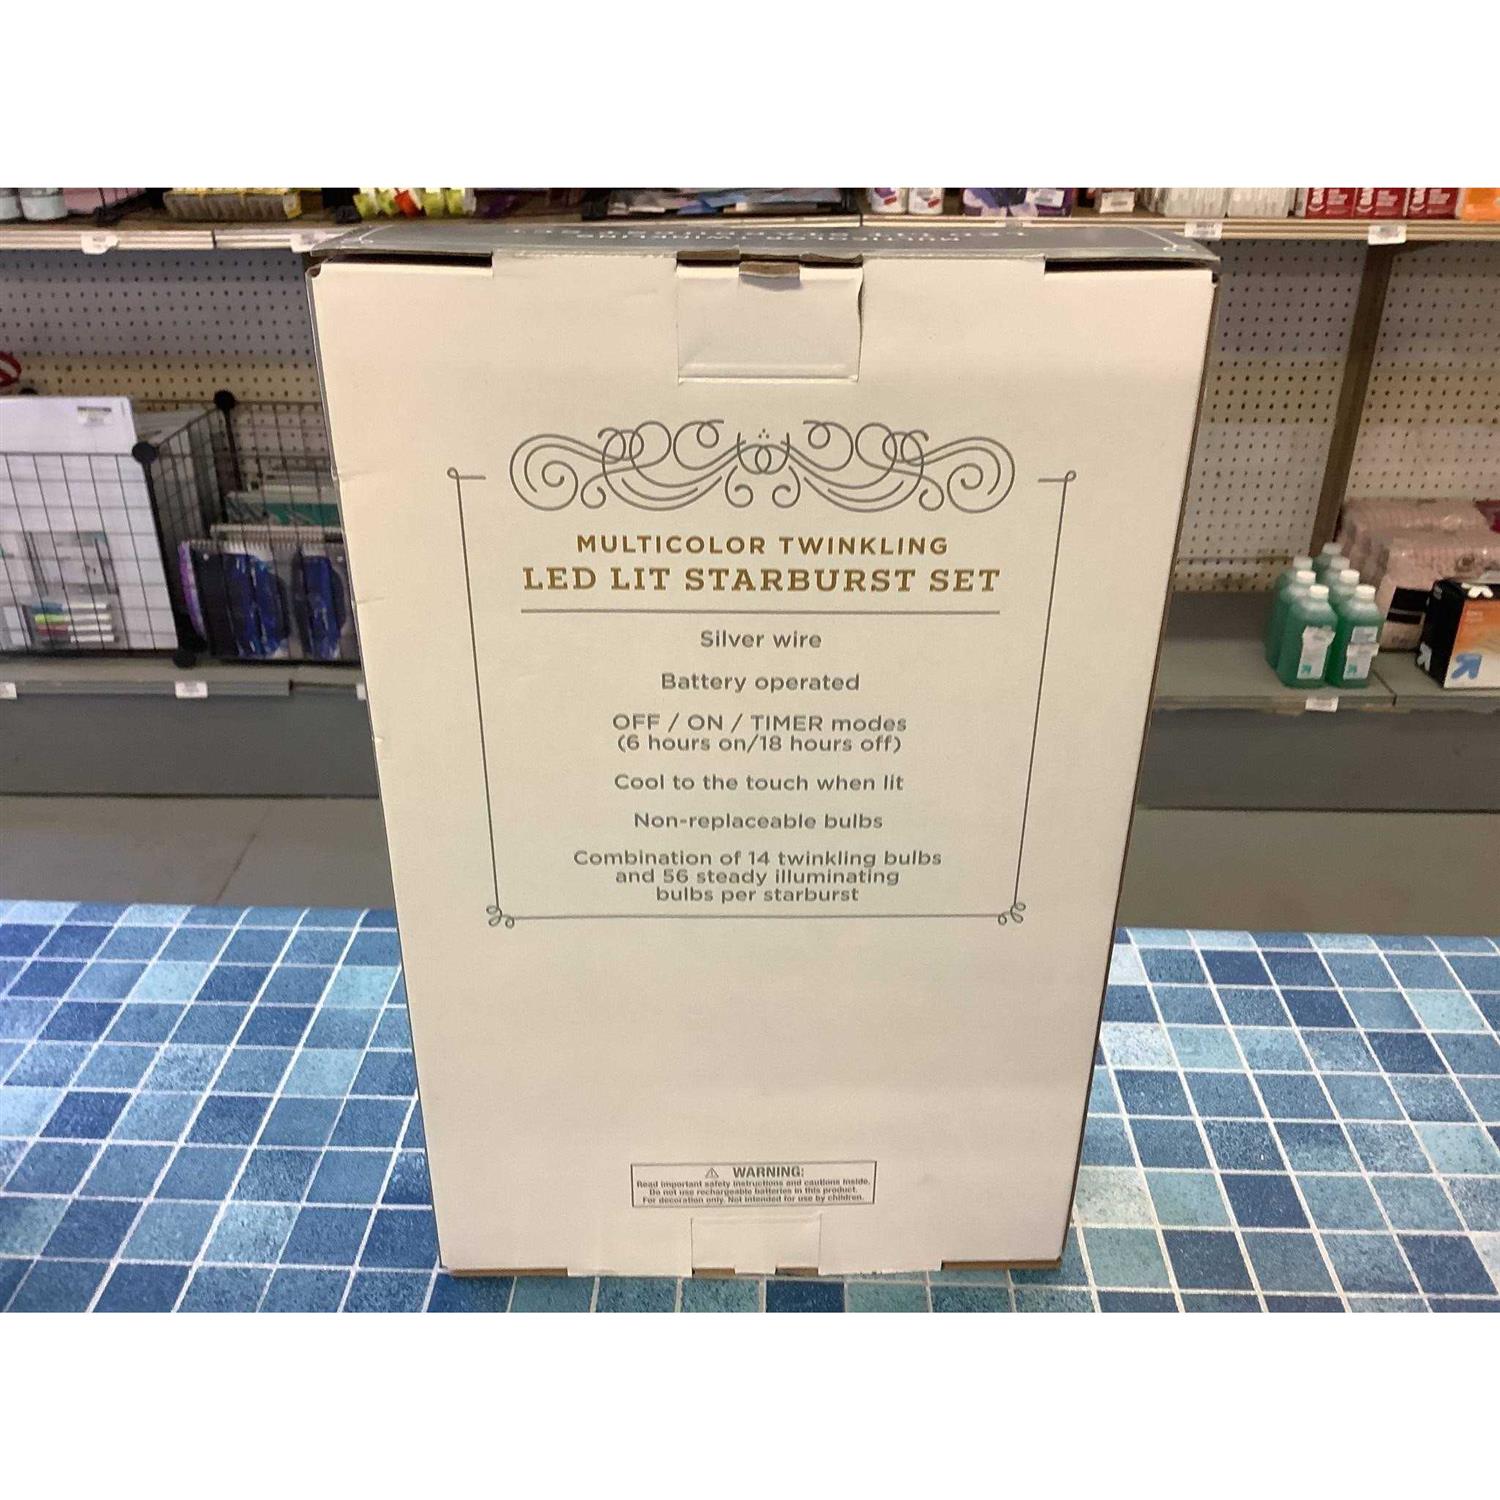 MULTICOLOR TWINKLING
MULTICOLOR TWINKLING
LED LIT STARBURST SET
Silver wire
Battery operated
OFF / ON / TIMER modes
(6 hours on/18 hours off)
Cool to the touch when lit
Non-replaceable bulbs
Combination of 14 twinkling bulbs
and 56 steady illuminating
bulbs per starburst
⚠ WARNING:
Read important safety instructions and cautions inside.
Do not use rechargeable batteries in this product.
For decoration only. Not intended for use by children.